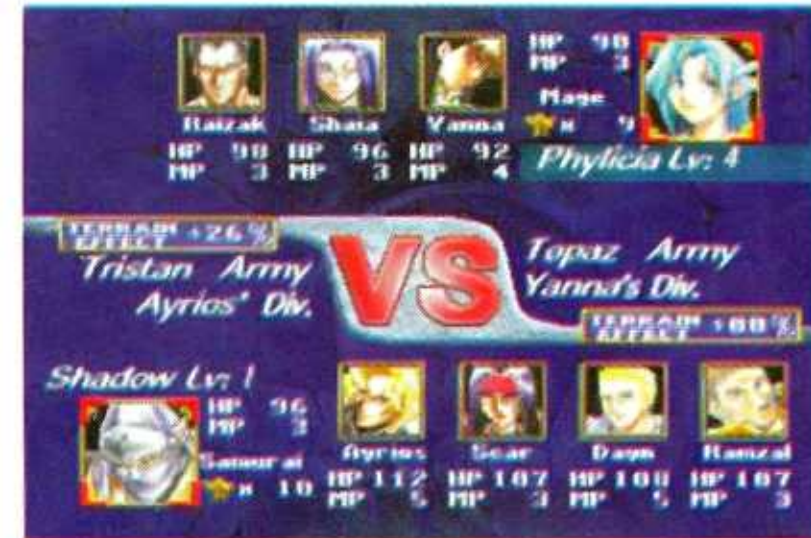 HP 98
MP 3
Mage
x 9
Raizak Shaia Yanna
HP 98 HP 96 HP 92
MP 3 MP 3 MP 4
Phylicia Lv: 4
TERRAIN EFFECT +26%
Tristan Army
Ayrios' Div.
VS
Topaz Army
Yanna's Div.
TERRAIN EFFECT +00%
Shadow Lv: 1
HP 96
MP 3
Samurai
x 10
Ayrios Scar Dayn Ramzal
HP 112 HP 107 HP 108 HP 107
MP 5 MP 3 MP 5 MP 3